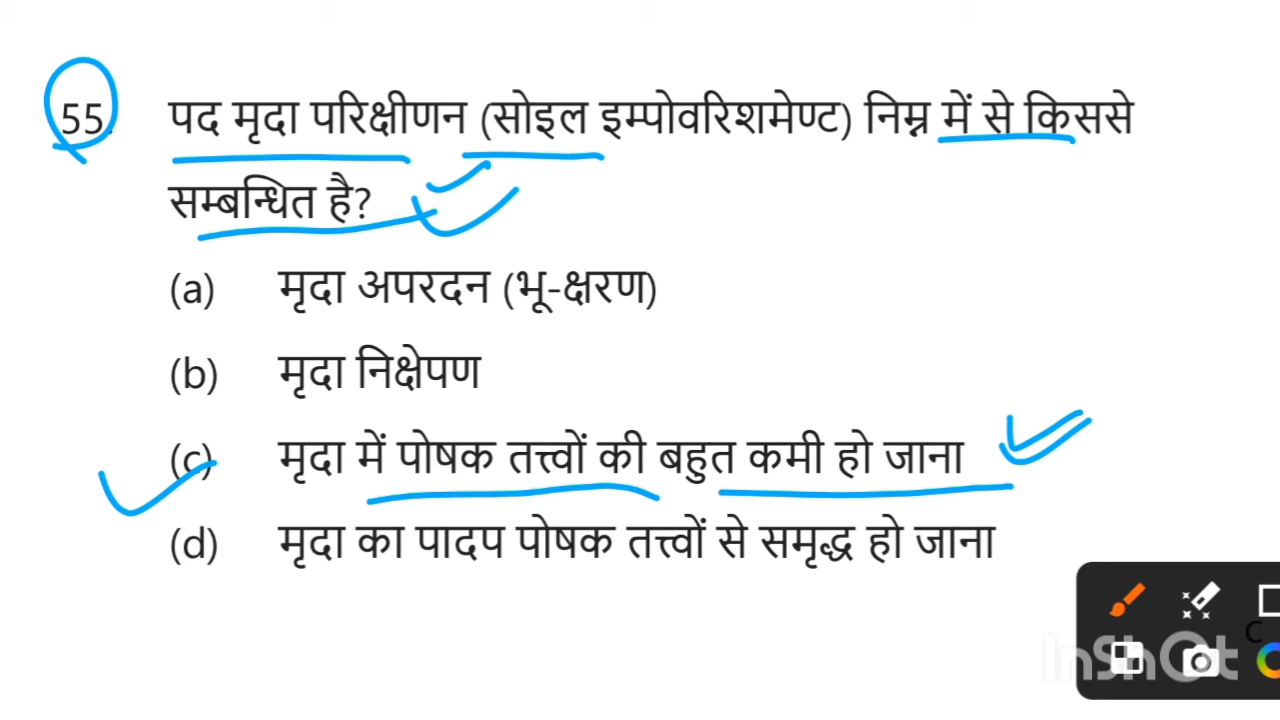 55. पद मृदा परिक्षीणन (सोइल इम्पोवरिशमेण्ट) निम्न में से किससे
सम्बन्धित है?
(a) मृदा अपरदन (भू-क्षरण)
(b) मृदा निक्षेपण
(c) मृदा में पोषक तत्त्वों की बहुत कमी हो जाना
(d) मृदा का पादप पोषक तत्त्वों से समृद्ध हो जाना
C
InShOt